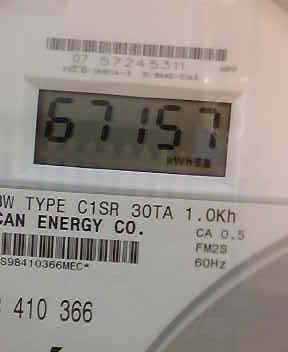 07 57245311
67157
kWh
3W TYPE C1SR 30TA 1.0Kh
CAN ENERGY CO.
CA 0.5
FM2S
60Hz
S98410366MEC*
410 366